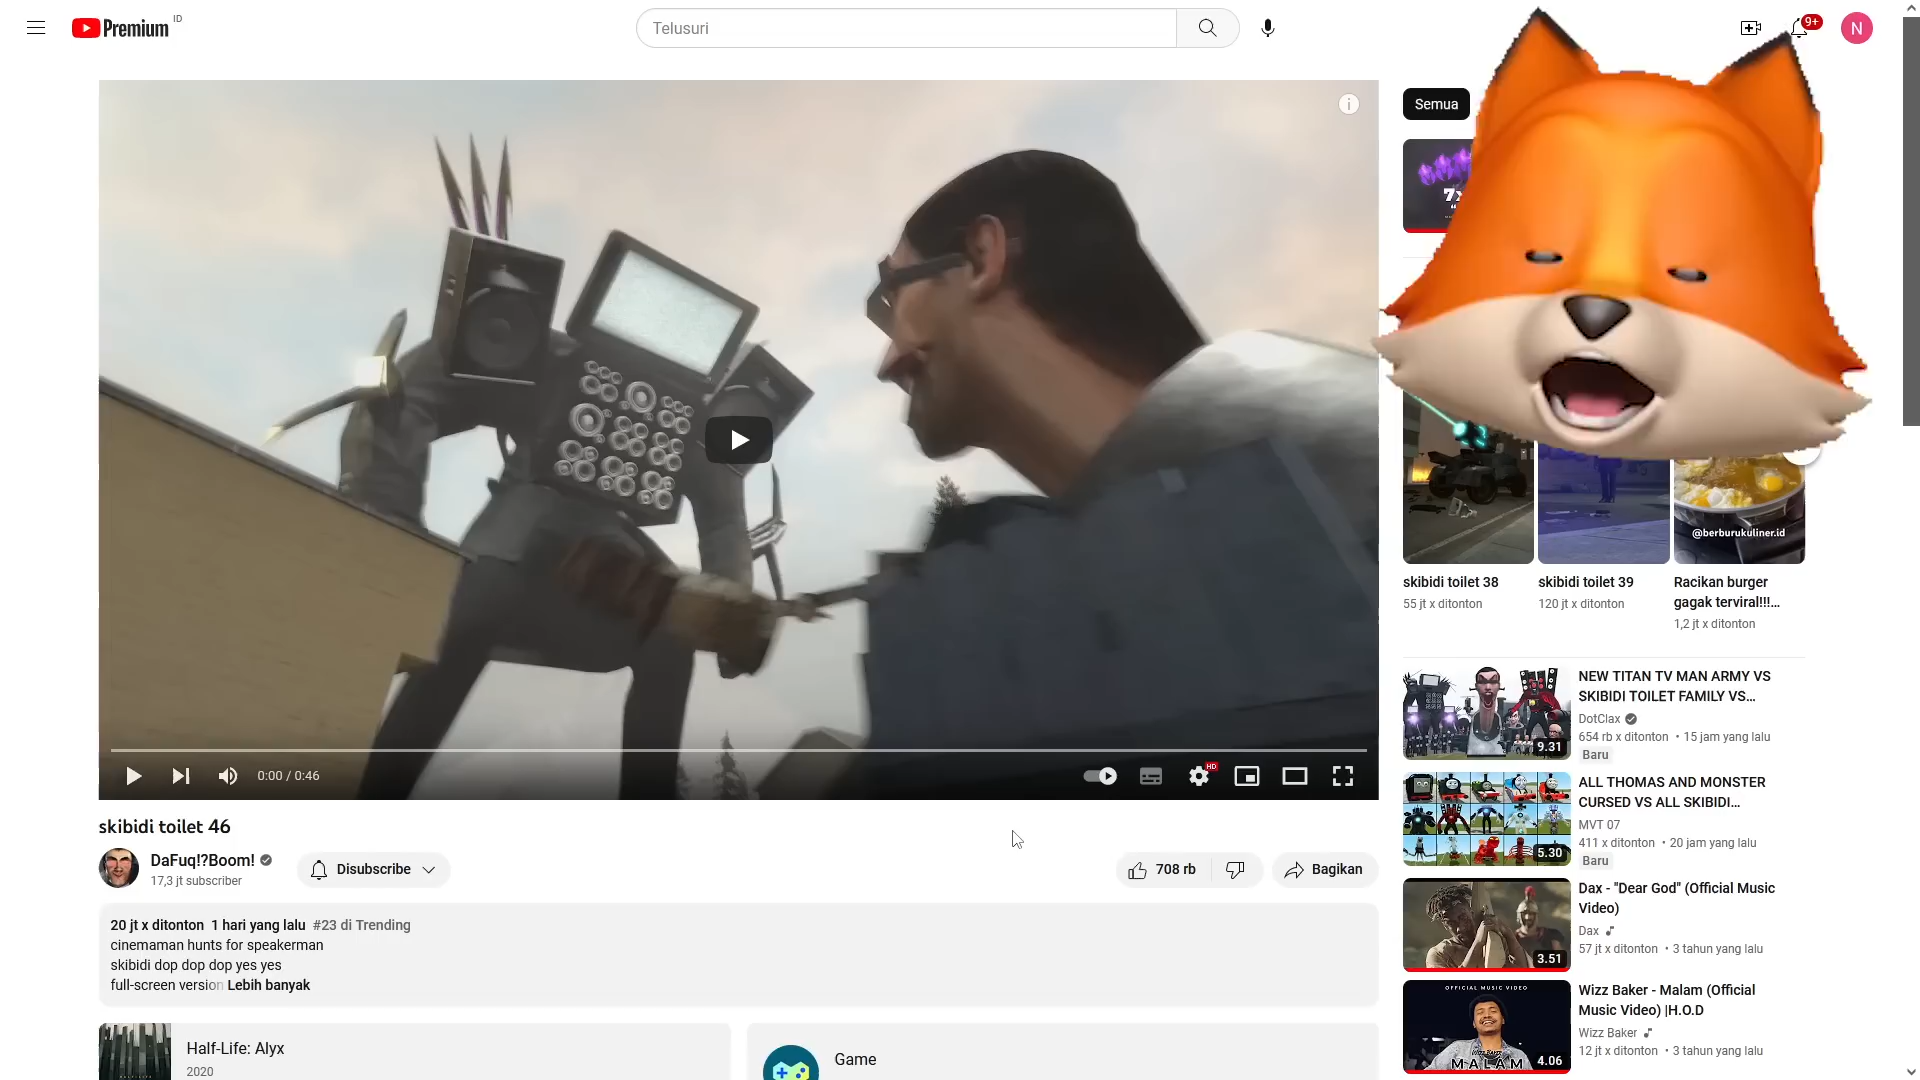 Premium
ID
Telusuri
9+
N
Semua
7x
0:00 / 0:46
HD
skibidi toilet 46
DaFuq!?Boom!
17,3 jt subscriber
Disubscribe
708 rb
Bagikan
20 jt x ditonton 1 hari yang lalu #23 di Trending
cinemaman hunts for speakerman
skibidi dop dop dop yes yes
full-screen version Lebih banyak
Half-Life: Alyx
2020
Game
@berburukuliner.id
skibidi toilet 38
55 jt x ditonton
skibidi toilet 39
120 jt x ditonton
Racikan burger
gagak terviral!!!...
1,2 jt x ditonton
9.31
NEW TITAN TV MAN ARMY VS
SKIBIDI TOILET FAMILY VS...
DotClax
654 rb x ditonton • 15 jam yang lalu
Baru
5.30
ALL THOMAS AND MONSTER
CURSED VS ALL SKIBIDI...
MVT 07
411 x ditonton • 20 jam yang lalu
Baru
3.51
Dax - "Dear God" (Official Music
Video)
Dax
57 jt x ditonton • 3 tahun yang lalu
OFFICIAL MUSIC VIDEO
WIZZ BAKER
MALAM
4.06
Wizz Baker - Malam (Official
Music Video) |H.O.D
Wizz Baker
12 jt x ditonton • 3 tahun yang lalu